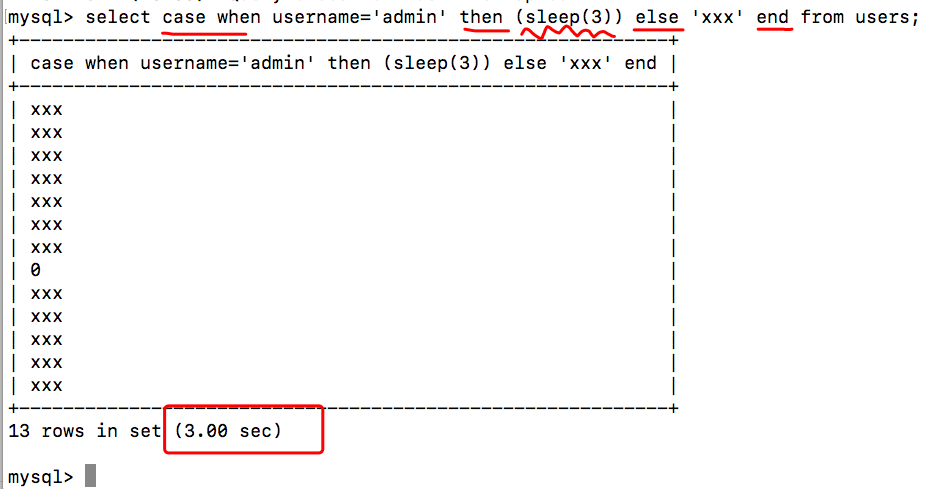 mysql> select case when username='admin' then (sleep(3)) else 'xxx' end from users;
+-----------------------------------------------------------+
| case when username='admin' then (sleep(3)) else 'xxx' end |
+-----------------------------------------------------------+
| xxx                                                       |
| xxx                                                       |
| xxx                                                       |
| xxx                                                       |
| xxx                                                       |
| xxx                                                       |
| xxx                                                       |
| 0                                                         |
| xxx                                                       |
| xxx                                                       |
| xxx                                                       |
| xxx                                                       |
| xxx                                                       |
+-----------------------------------------------------------+
13 rows in set (3.00 sec)
mysql>